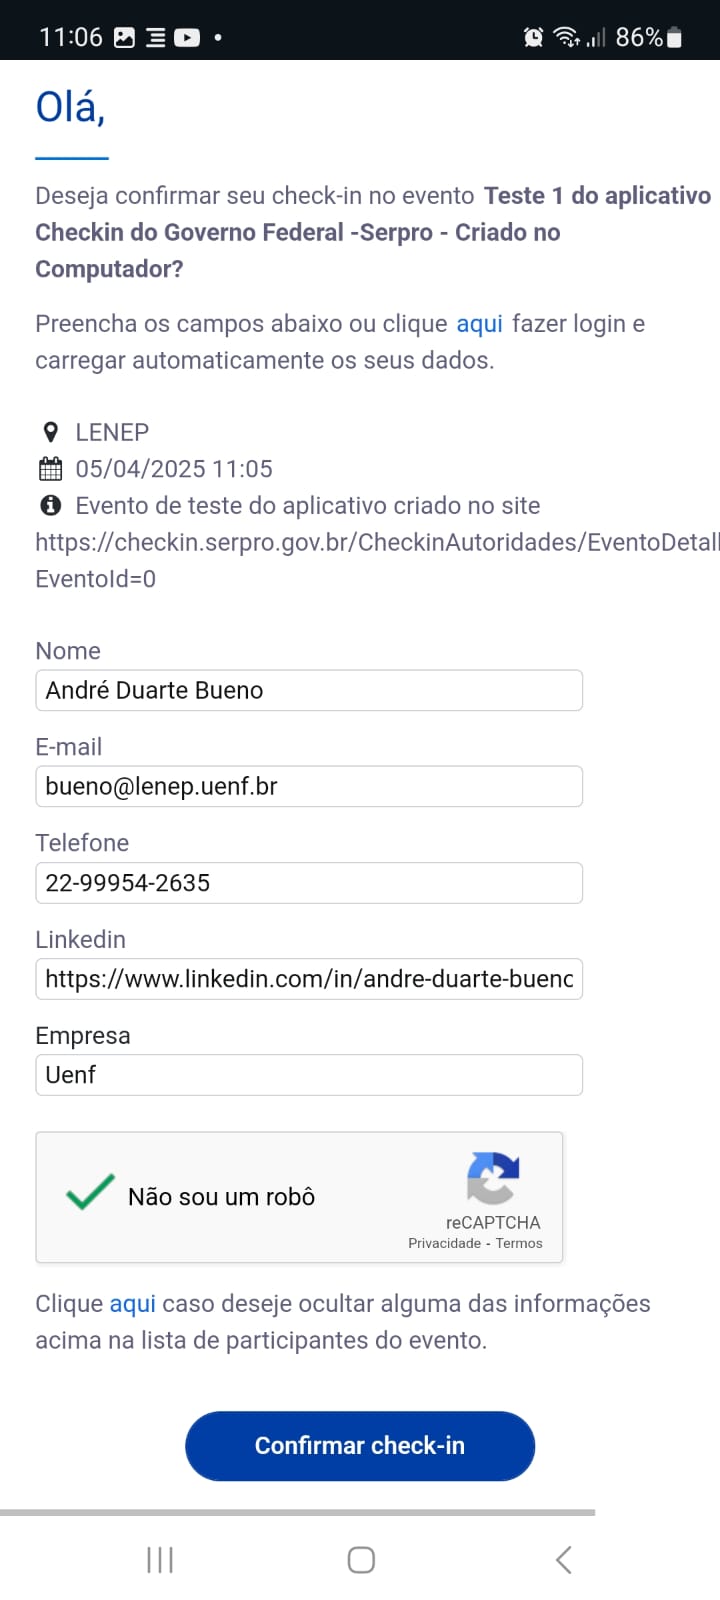 11:06
86%
Olá,
Deseja confirmar seu check-in no evento Teste 1 do aplicativo
Checkin do Governo Federal -Serpro - Criado no
Computador?
Preencha os campos abaixo ou clique aqui fazer login e
carregar automaticamente os seus dados.
LENEP
05/04/2025 11:05
Evento de teste do aplicativo criado no site
https://checkin.serpro.gov.br/CheckinAutoridades/EventoDetall
EventoId=0
Nome
André Duarte Bueno
E-mail
bueno@lenep.uenf.br
Telefone
22-99954-2635
Linkedin
https://www.linkedin.com/in/andre-duarte-bueno
Empresa
Uenf
Não sou um robô
reCAPTCHA
Privacidade - Termos
Clique aqui caso deseje ocultar alguma das informações
acima na lista de participantes do evento.
Confirmar check-in